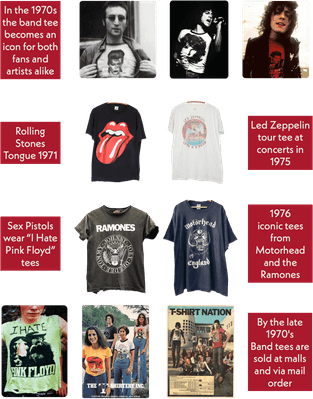 In the 1970s
the band tee
becomes an
icon for both
fans and
artists alike
Rolling
Stones
Tongue 1971
Led Zeppelin
tour tee at
concerts in
1975
Sex Pistols
wear "I Hate
Pink Floyd"
tees
RAMONES
motörhead
England
1976
iconic tees
from
Motorhead
and the
Ramones
I HATE
PINK FLOYD
T-SHIRT NATION
By the late
1970's
Band tees are
sold at malls
and via mail
order